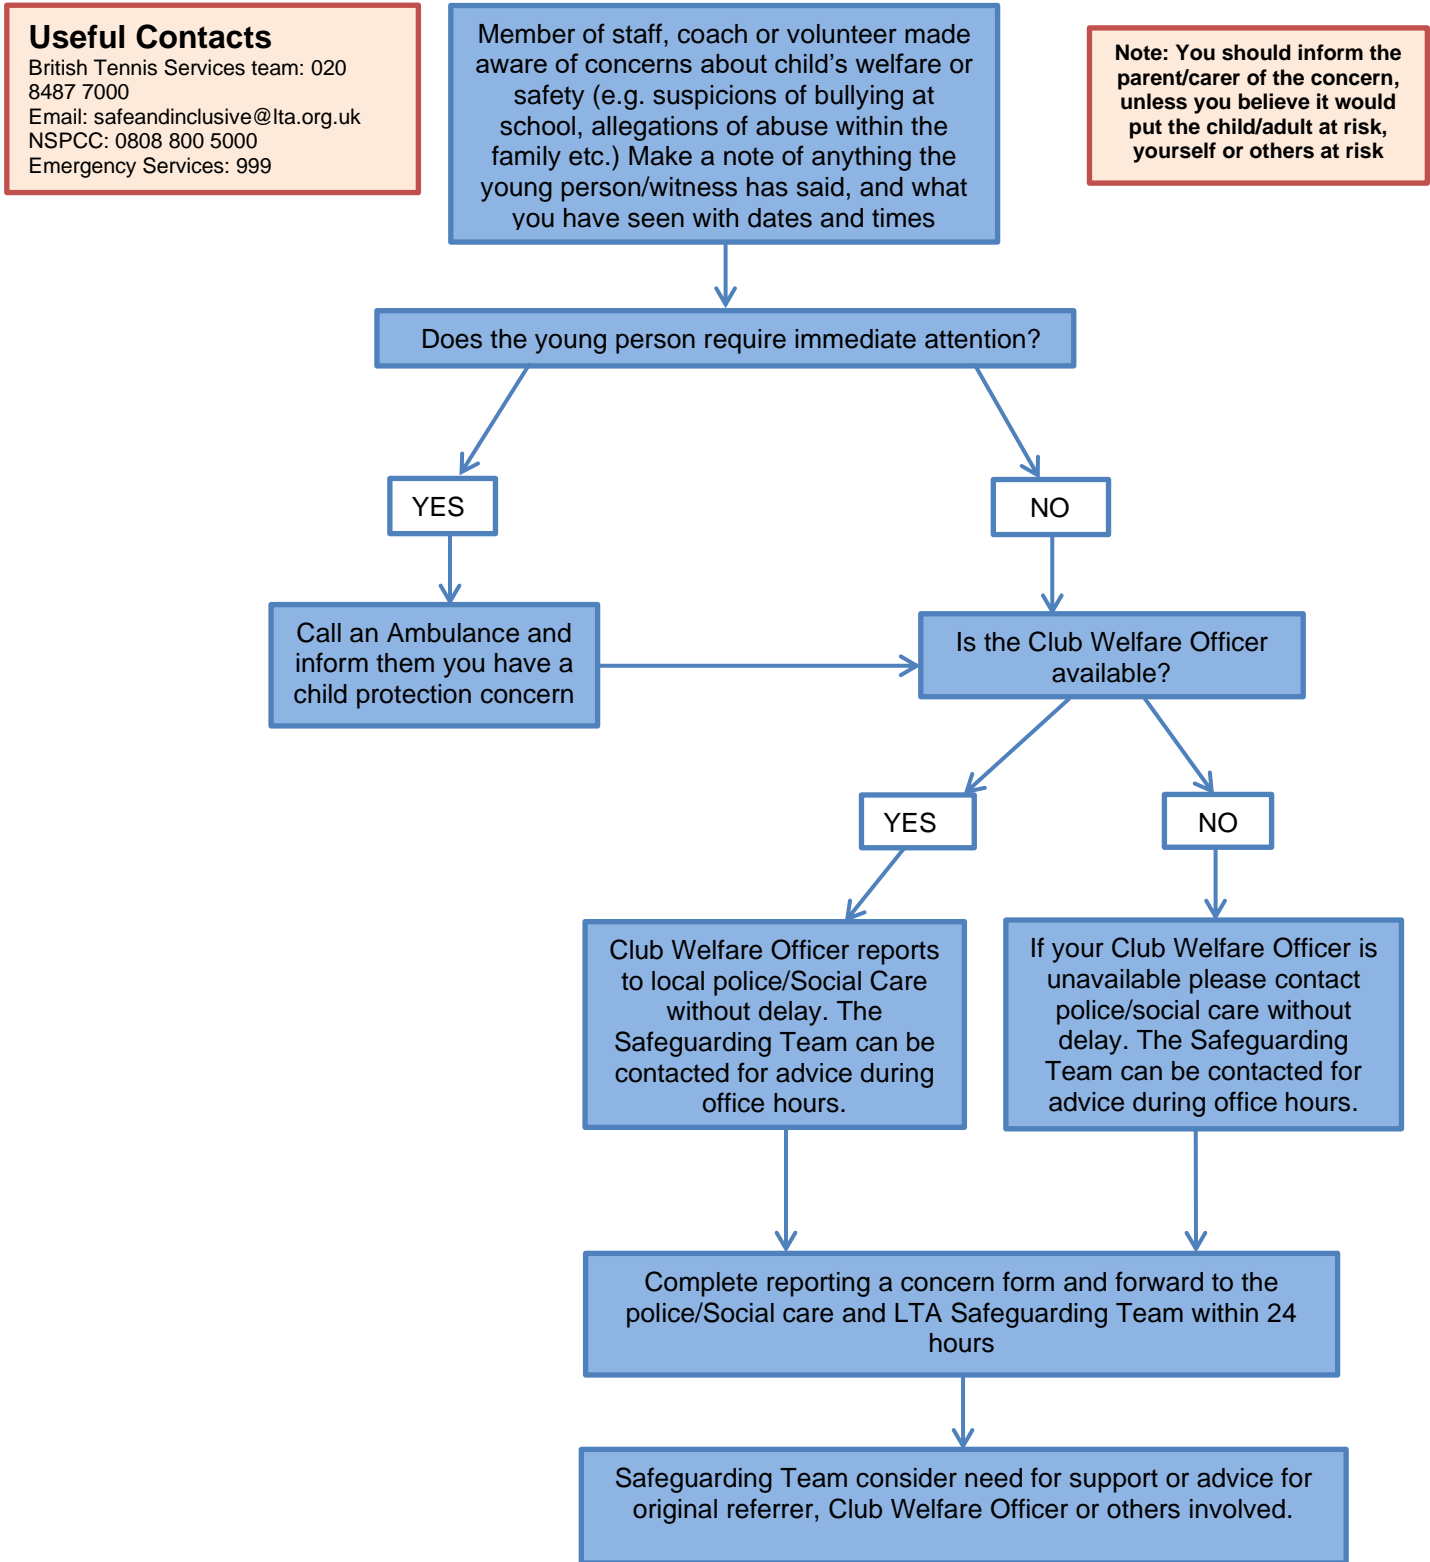 Useful Contacts
British Tennis Services team: 020
8487 7000
Email: safeandinclusive@lta.org.uk
NSPCC: 0808 800 5000
Emergency Services: 999
Member of staff, coach or volunteer made
aware of concerns about child's welfare or
safety (e.g. suspicions of bullying at
school, allegations of abuse within the
family etc.) Make a note of anything the
young person/witness has said, and what
you have seen with dates and times
Note: You should inform the
parent/carer of the concern,
unless you believe it would
put the child/adult at risk,
yourself or others at risk
Does the young person require immediate attention?
YES
NO
Call an Ambulance and
inform them you have a
child protection concern
Is the Club Welfare Officer
available?
YES
NO
Club Welfare Officer reports
to local police/Social Care
without delay. The
Safeguarding Team can be
contacted for advice during
office hours.
If your Club Welfare Officer is
unavailable please contact
police/social care without
delay. The Safeguarding
Team can be contacted for
advice during office hours.
Complete reporting a concern form and forward to the
police/Social care and LTA Safeguarding Team within 24
hours
Safeguarding Team consider need for support or advice for
original referrer, Club Welfare Officer or others involved.